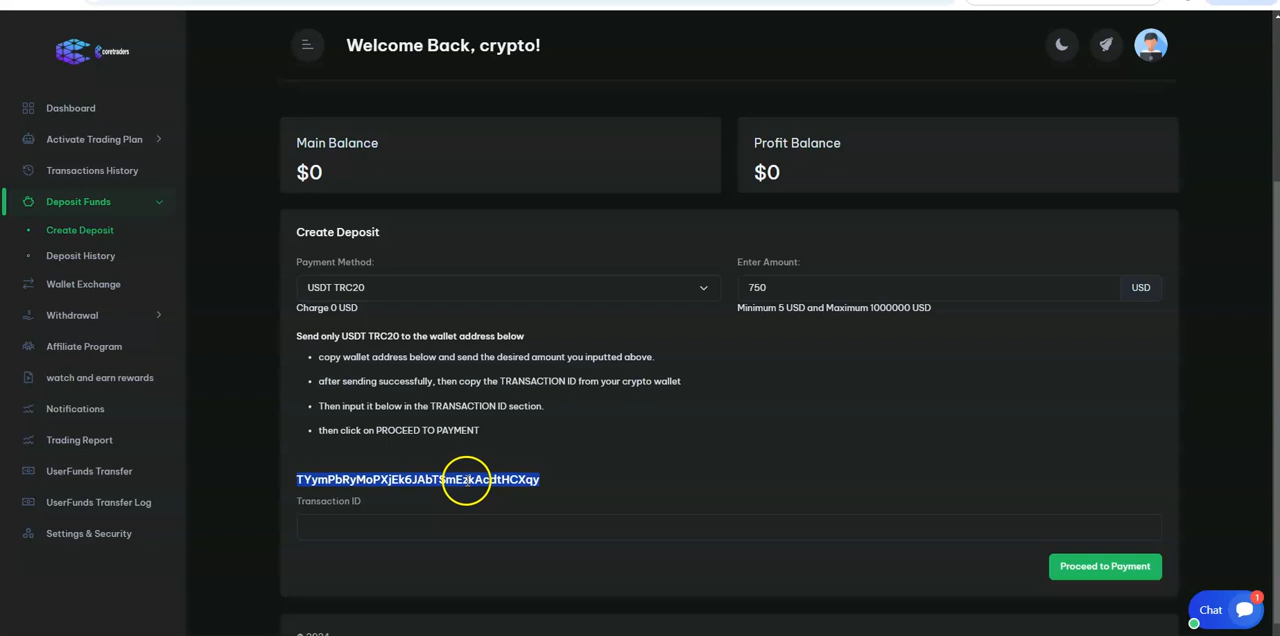 coretraders
Welcome Back, crypto!
Dashboard
Activate Trading Plan
Transactions History
Deposit Funds
Create Deposit
Deposit History
Wallet Exchange
Withdrawal
Affiliate Program
watch and earn rewards
Notifications
Trading Report
UserFunds Transfer
UserFunds Transfer Log
Settings & Security
Main Balance
$0
Profit Balance
$0
Create Deposit
Payment Method:
USDT TRC20
Charge 0 USD
Enter Amount:
750 USD
Minimum 5 USD and Maximum 1000000 USD
Send only USDT TRC20 to the wallet address below
• copy wallet address below and send the desired amount you inputted above.
• after sending successfully, then copy the TRANSACTION ID from your crypto wallet
• Then input it below in the TRANSACTION ID section.
• then click on PROCEED TO PAYMENT
TYymPbRyMoPXjEk6JAbTSmEzkAcdtHCXqy
Transaction ID
Proceed to Payment
Chat
1